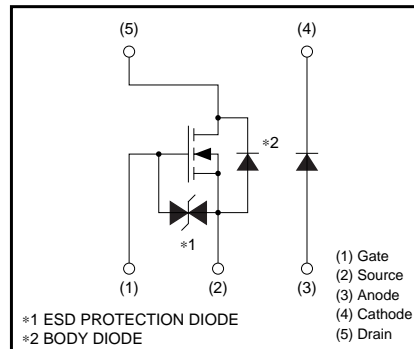 (5) (4)
∗2
∗1
(1) (2) (3)
(1) Gate
(2) Source
(3) Anode
(4) Cathode
(5) Drain
∗1 ESD PROTECTION DIODE
∗2 BODY DIODE